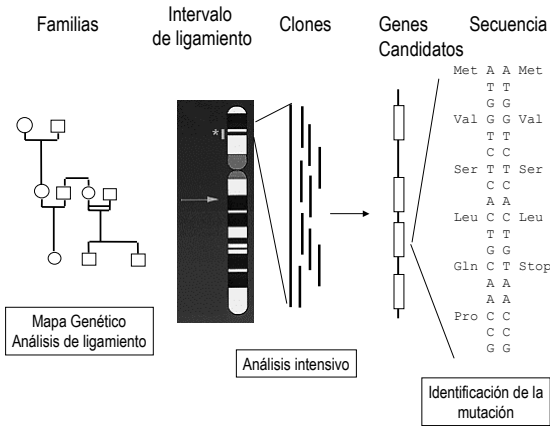 Familias
Intervalo
de ligamiento
Clones
Genes
Candidatos
Secuencia
*
Met A A Met
T T
G G
Val G G Val
T T
C C
Ser T T Ser
C C
A A
Leu C C Leu
T T
G G
Gln C T Stop
A A
A A
Pro C C
C C
G G
Mapa Genético
Análisis de ligamiento
Análisis intensivo
Identificación de la
mutación